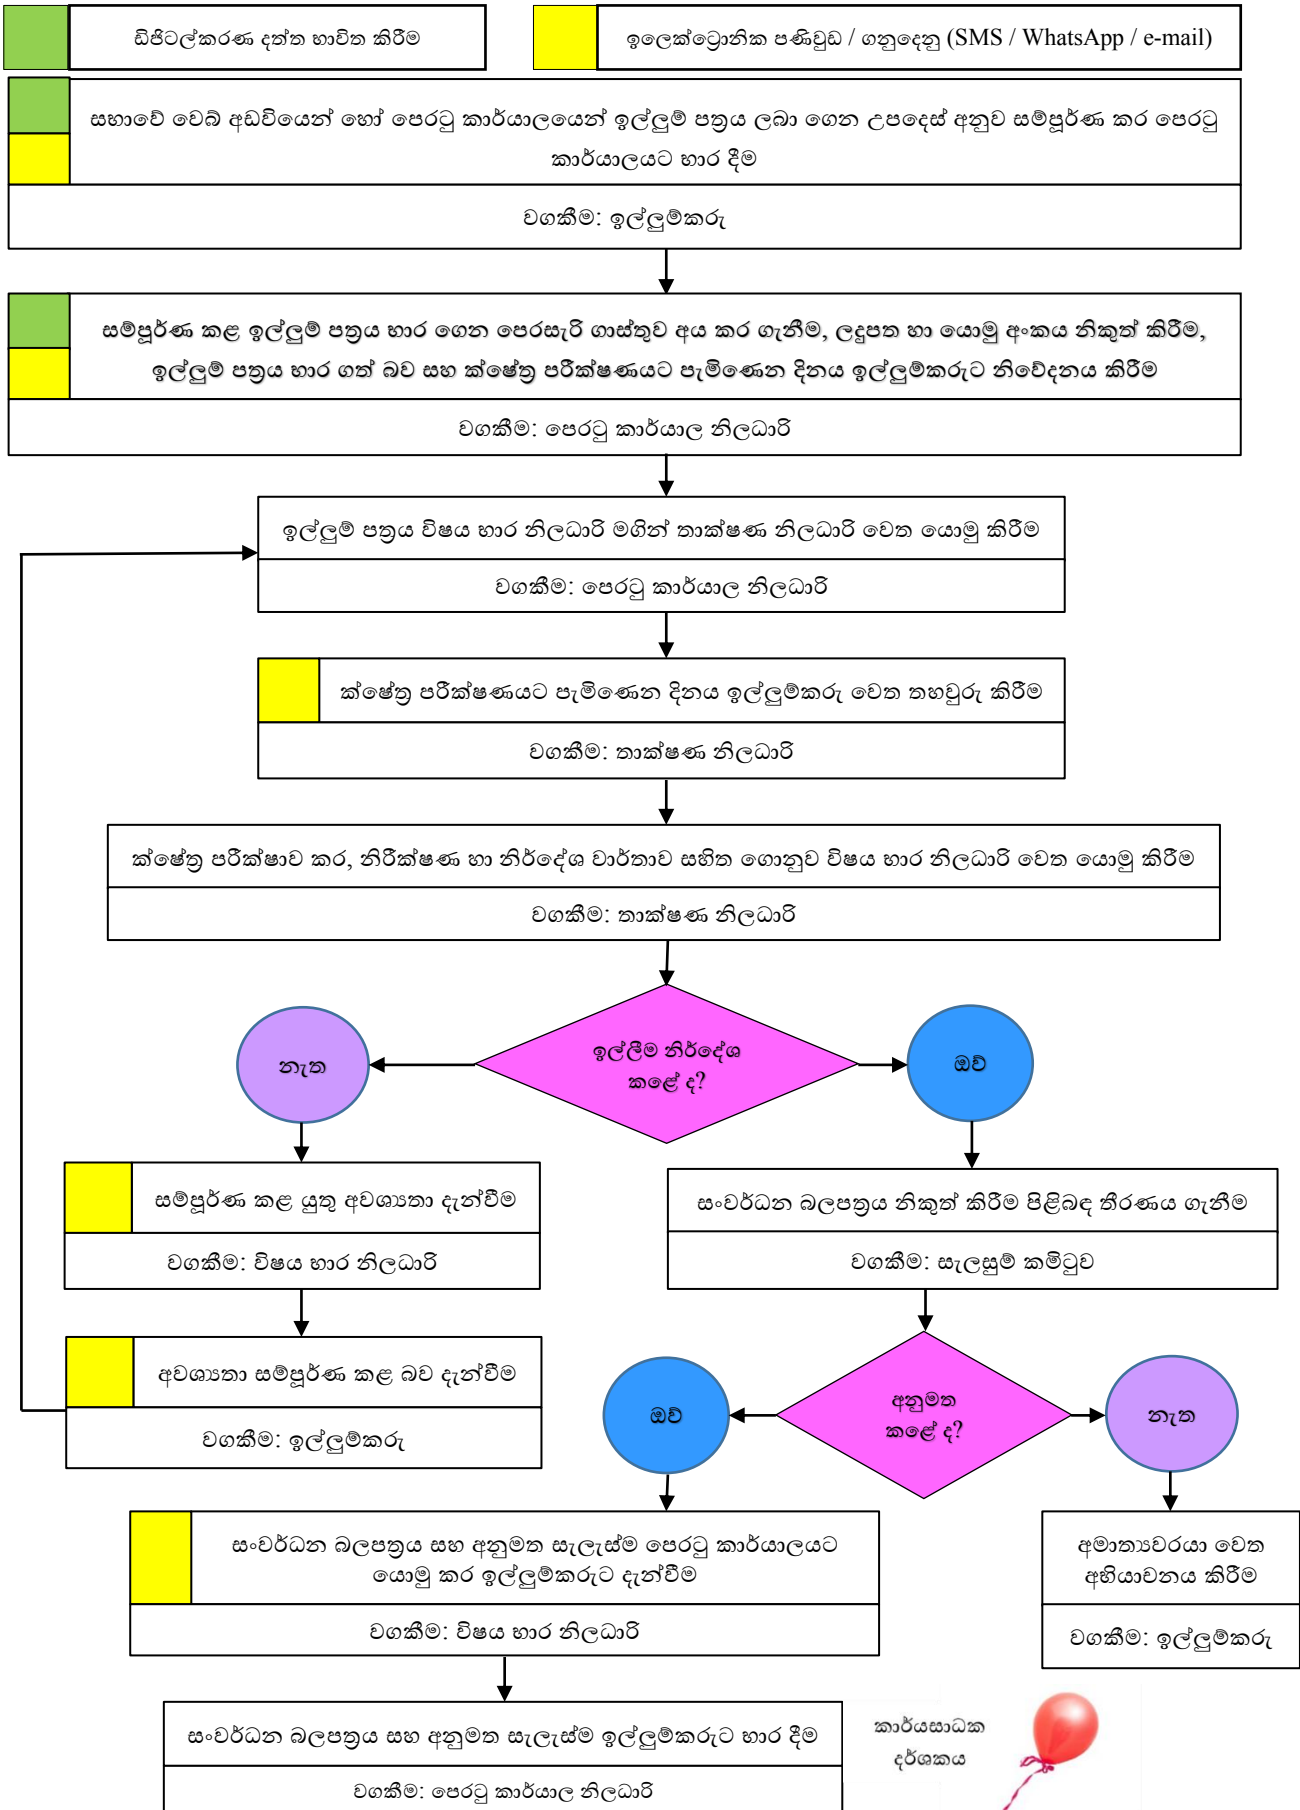 ඩිජිටල්කරණ දත්ත භාවිත කිරීම
ඉලෙක්ට්‍රොනික පණිවුඩ / ගනුදෙනු (SMS / WhatsApp / e-mail)
සභාවේ වෙබ් අඩවියෙන් හෝ පෙරටු කාර්යාලයෙන් ඉල්ලුම් පත්‍රය ලබා ගෙන උපදෙස් අනුව සම්පූර්ණ කර පෙරටු
කාර්යාලයට භාර දීම
වගකීම: ඉල්ලුම්කරු
සම්පූර්ණ කළ ඉල්ලුම් පත්‍රය භාර ගෙන පෙරසැරි ගාස්තුව අය කර ගැනීම, ලදුපත හා යොමු අංකය නිකුත් කිරීම,
ඉල්ලුම් පත්‍රය භාර ගත් බව සහ ක්ෂේත්‍ර පරීක්ෂණයට පැමිණෙන දිනය ඉල්ලුම්කරුට නිවේදනය කිරීම
වගකීම: පෙරටු කාර්යාල නිලධාරි
ඉල්ලුම් පත්‍රය විෂය භාර නිලධාරි මගින් තාක්ෂණ නිලධාරි වෙත යොමු කිරීම
වගකීම: පෙරටු කාර්යාල නිලධාරි
ක්ෂේත්‍ර පරීක්ෂණයට පැමිණෙන දිනය ඉල්ලුම්කරු වෙත තහවුරු කිරීම
වගකීම: තාක්ෂණ නිලධාරි
ක්ෂේත්‍ර පරීක්ෂාව කර, නිරීක්ෂණ හා නිර්දේශ වාර්තාව සහිත ගොනුව විෂය භාර නිලධාරි වෙත යොමු කිරීම
වගකීම: තාක්ෂණ නිලධාරි
ඉල්ලීම නිර්දේශ
කළේ ද?
නැත
ඔව්
සම්පූර්ණ කළ යුතු අවශ්‍යතා දැන්වීම
වගකීම: විෂය භාර නිලධාරි
සංවර්ධන බලපත්‍රය නිකුත් කිරීම පිළිබඳ තීරණය ගැනීම
වගකීම: සැලසුම් කමිටුව
අවශ්‍යතා සම්පූර්ණ කළ බව දැන්වීම
වගකීම: ඉල්ලුම්කරු
ඔව්
අනුමත
කළේ ද?
නැත
සංවර්ධන බලපත්‍රය සහ අනුමත සැලැස්ම පෙරටු කාර්යාලයට
යොමු කර ඉල්ලුම්කරුට දැන්වීම
වගකීම: විෂය භාර නිලධාරි
අමාත්‍යවරයා වෙත
අභියාචනය කිරීම
වගකීම: ඉල්ලුම්කරු
සංවර්ධන බලපත්‍රය සහ අනුමත සැලැස්ම ඉල්ලුම්කරුට භාර දීම
වගකීම: පෙරටු කාර්යාල නිලධාරි
කාර්යසාධක
දර්ශකය